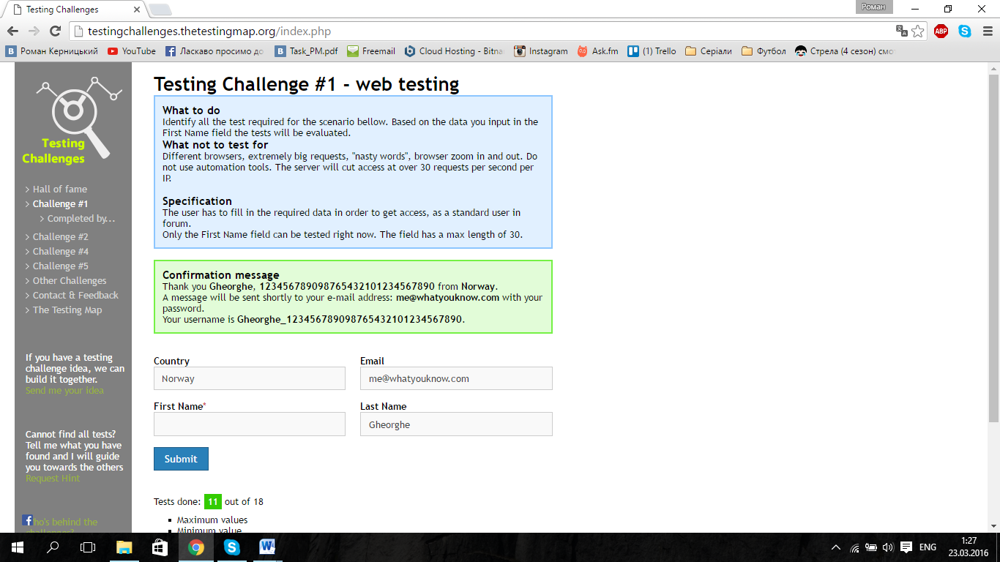 Testing Challenges
Роман
testingchallenges.thetestingmap.org/index.php
Роман Керницький
YouTube
Ласкаво просимо до
Task_PM.pdf
Freemail
Cloud Hosting - Bitna
Instagram
Ask.fm
(1) Trello
Серіали
Футбол
Стрела (4 сезон) смо
Testing
Challenges
Hall of fame
Challenge #1
Completed by...
Challenge #2
Challenge #4
Challenge #5
Other Challenges
Contact & Feedback
The Testing Map
If you have a testing
challenge idea, we can
build it together.
Send me your idea
Cannot find all tests?
Tell me what you have
found and I will guide
you towards the others
Request Hint
ho's behind the
challenges?
Testing Challenge #1 - web testing
What to do
Identify all the test required for the scenario bellow. Based on the data you input in the
First Name field the tests will be evaluated.
What not to test for
Different browsers, extremely big requests, "nasty words", browser zoom in and out. Do
not use automation tools. The server will cut access at over 30 requests per second per
IP.
Specification
The user has to fill in the required data in order to get access, as a standard user in
forum.
Only the First Name field can be tested right now. The field has a max length of 30.
Confirmation message
Thank you Gheorghe, 123456789098765432101234567890 from Norway.
A message will be sent shortly to your e-mail address: me@whatyouknow.com with your
password.
Your username is Gheorghe_123456789098765432101234567890.
Country
Email
Norway
me@whatyouknow.com
First Name*
Last Name
Gheorghe
Submit
Tests done: 11 out of 18
Maximum values
Minimum value
ENG
1:27
23.03.2016